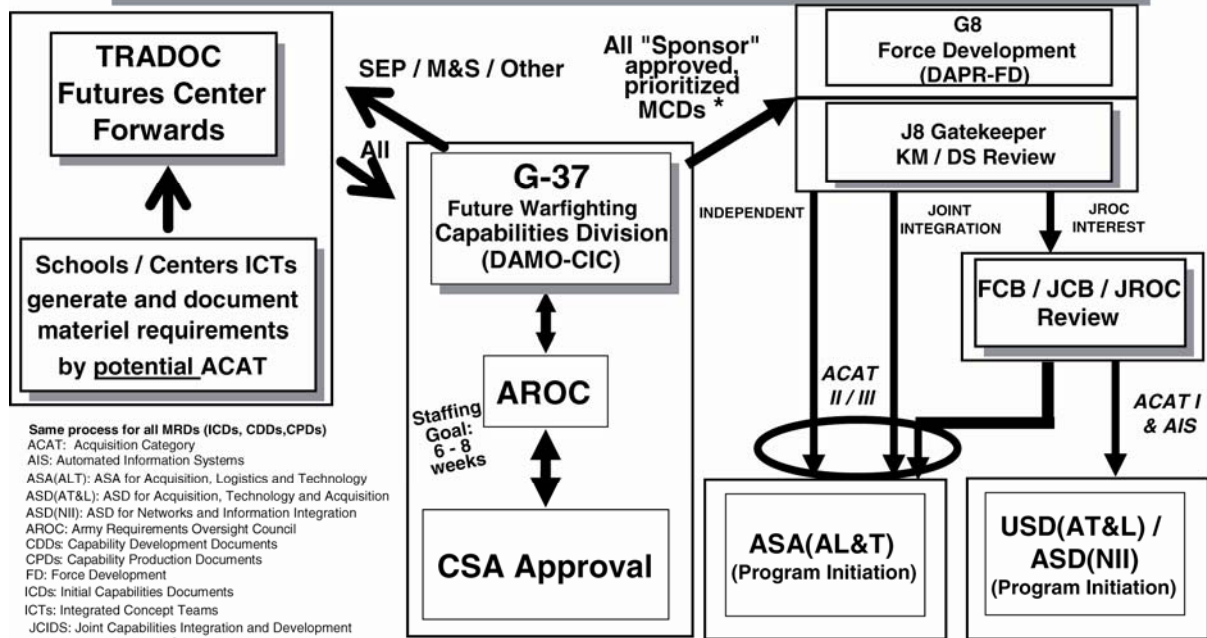 TRADOC
Futures Center
Forwards
Schools / Centers ICTs
generate and document
materiel requirements
by potential ACAT
SEP / M&S / Other
All
All "Sponsor"
approved,
prioritized
MCDs *
G-37
Future Warfighting
Capabilities Division
(DAMO-CIC)
AROC
Staffing
Goal:
6 - 8
weeks
CSA Approval
G8
Force Development
(DAPR-FD)
J8 Gatekeeper
KM / DS Review
INDEPENDENT
JOINT
INTEGRATION
JROC
INTEREST
FCB / JCB / JROC
Review
ACAT
II / III
ACAT I
& AIS
ASA(AL&T)
(Program Initiation)
USD(AT&L) /
ASD(NII)
(Program Initiation)
Same process for all MRDs (ICDs, CDDs,CPDs)
ACAT: Acquisition Category
AIS: Automated Information Systems
ASA(ALT): ASA for Acquisition, Logistics and Technology
ASD(AT&L): ASD for Acquisition, Technology and Acquisition
ASD(NII): ASD for Networks and Information Integration
AROC: Army Requirements Oversight Council
CDDs: Capability Development Documents
CPDs: Capability Production Documents
FD: Force Development
ICDs: Initial Capabilities Documents
ICTs: Integrated Concept Teams
JCIDS: Joint Capabilities Integration and Development